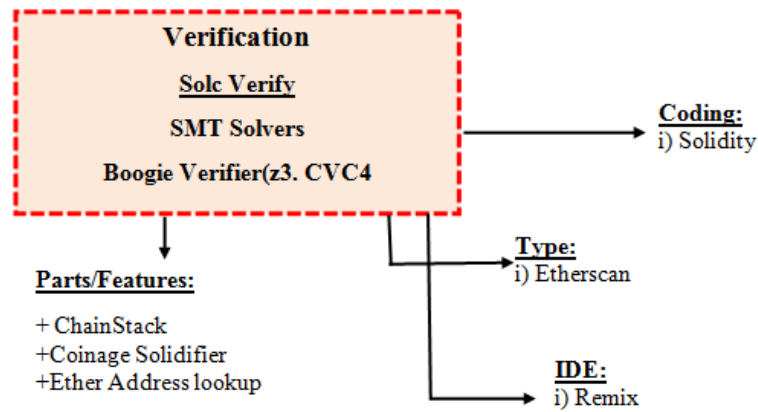 Verification
Solc Verify
SMT Solvers
Boogie Verifier(z3. CVC4
Coding:
i) Solidity
Type:
i) Etherscan
Parts/Features:
+ ChainStack
+Coinage Solidifier
+Ether Address lookup
IDE:
i) Remix